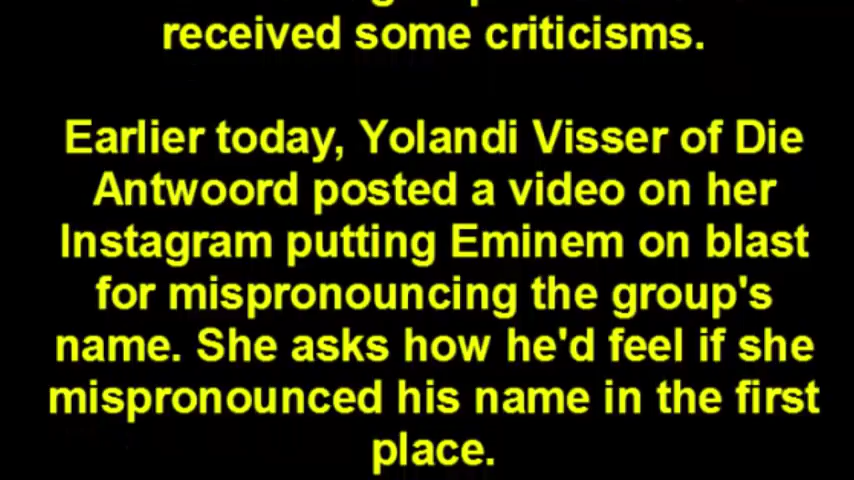 received some criticisms.
Earlier today, Yolandi Visser of Die
Antwoord posted a video on her
Instagram putting Eminem on blast
for mispronouncing the group's
name. She asks how he'd feel if she
mispronounced his name in the first
place.